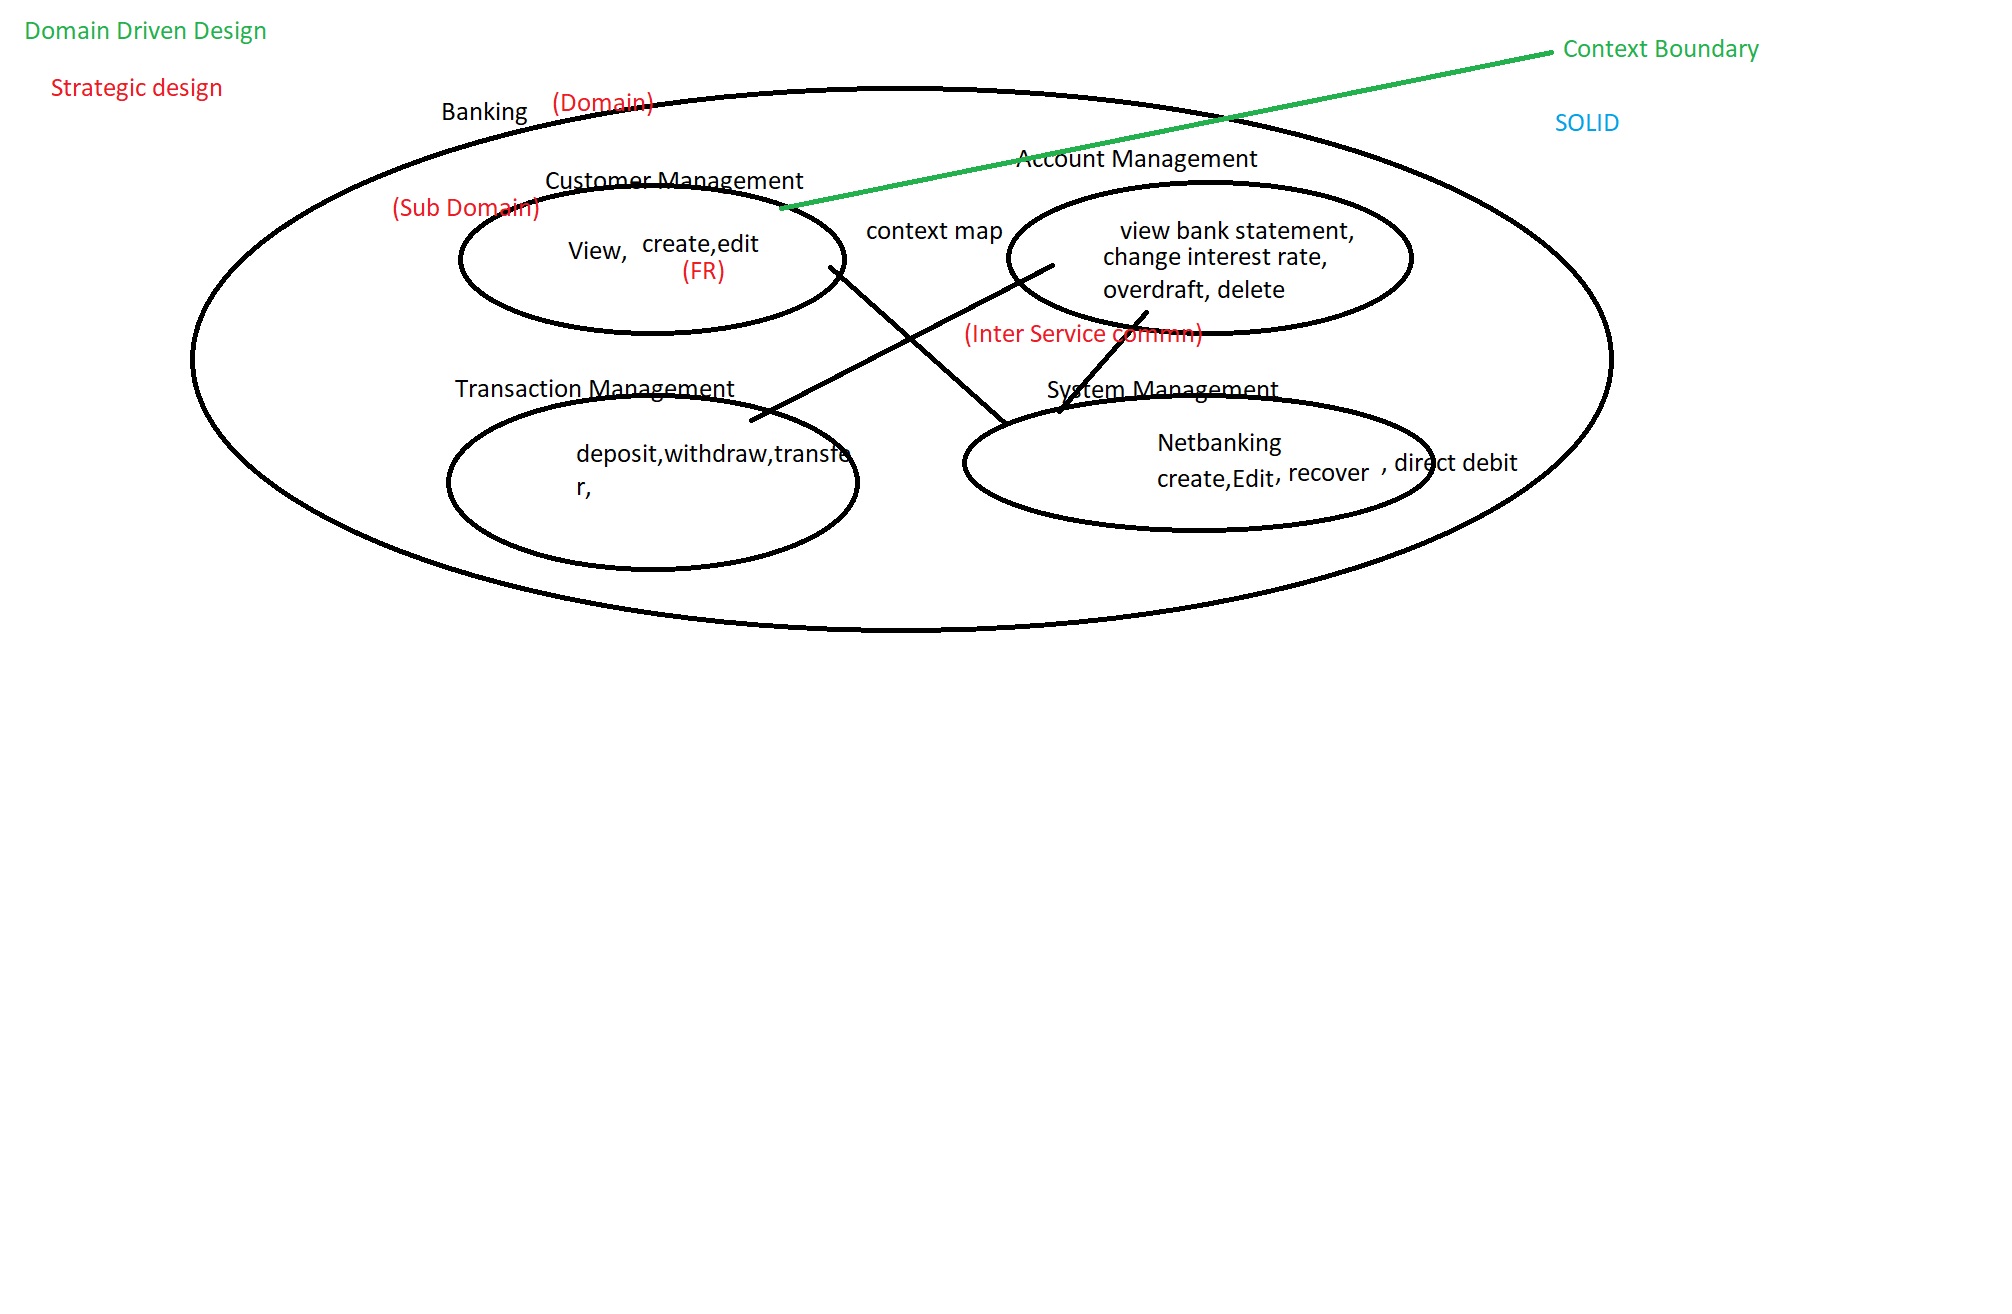 Domain Driven Design
Context Boundary
Strategic design
Banking (Domain)
SOLID
Account Management
Customer Management
(Sub Domain)
context map
view bank statement,
View, create,edit
change interest rate,
(FR)
overdraft, delete
(Inter Service commn)
Transaction Management
System Management
Netbanking
deposit,withdraw,transfe
r,
create,Edit, recover , direct debit